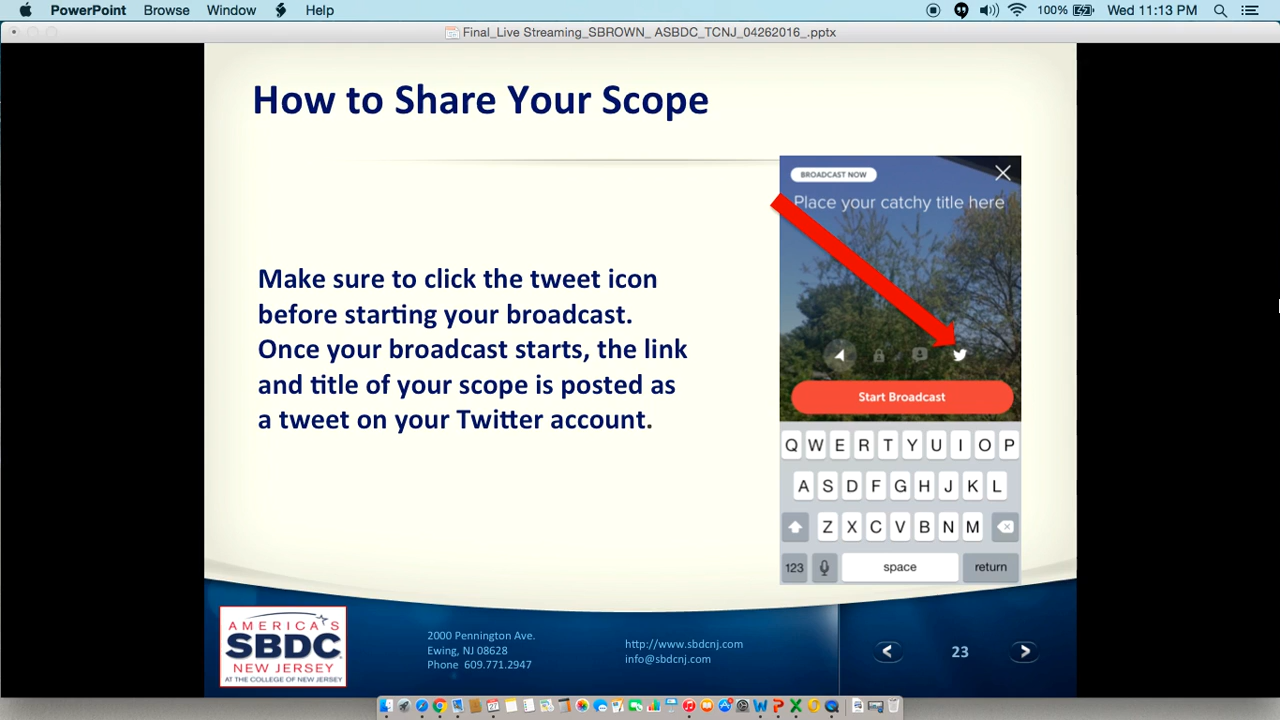 PowerPoint Browse Window Help 100% Wed 11:13 PM
Final_Live Streaming_SBROWN_ ASBDC_TCNJ_04262016_.pptx
How to Share Your Scope
Make sure to click the tweet icon
before starting your broadcast.
Once your broadcast starts, the link
and title of your scope is posted as
a tweet on your Twitter account.
BROADCAST NOW
Place your catchy title here
Start Broadcast
Q W E R T Y U I O P
A S D F G H J K L
Z X C V B N M
123 space return
AMERICA'S
SBDC
NEW JERSEY
AT THE COLLEGE OF NEW JERSEY
2000 Pennington Ave.
Ewing, NJ 08628
Phone 609.771.2947
http://www.sbdcnj.com
info@sbdcnj.com
23